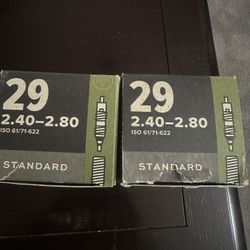 29
2.40–2.80
ISO 61/71-622
STANDARD
29
2.40–2.80
ISO 61/71-622
STANDARD